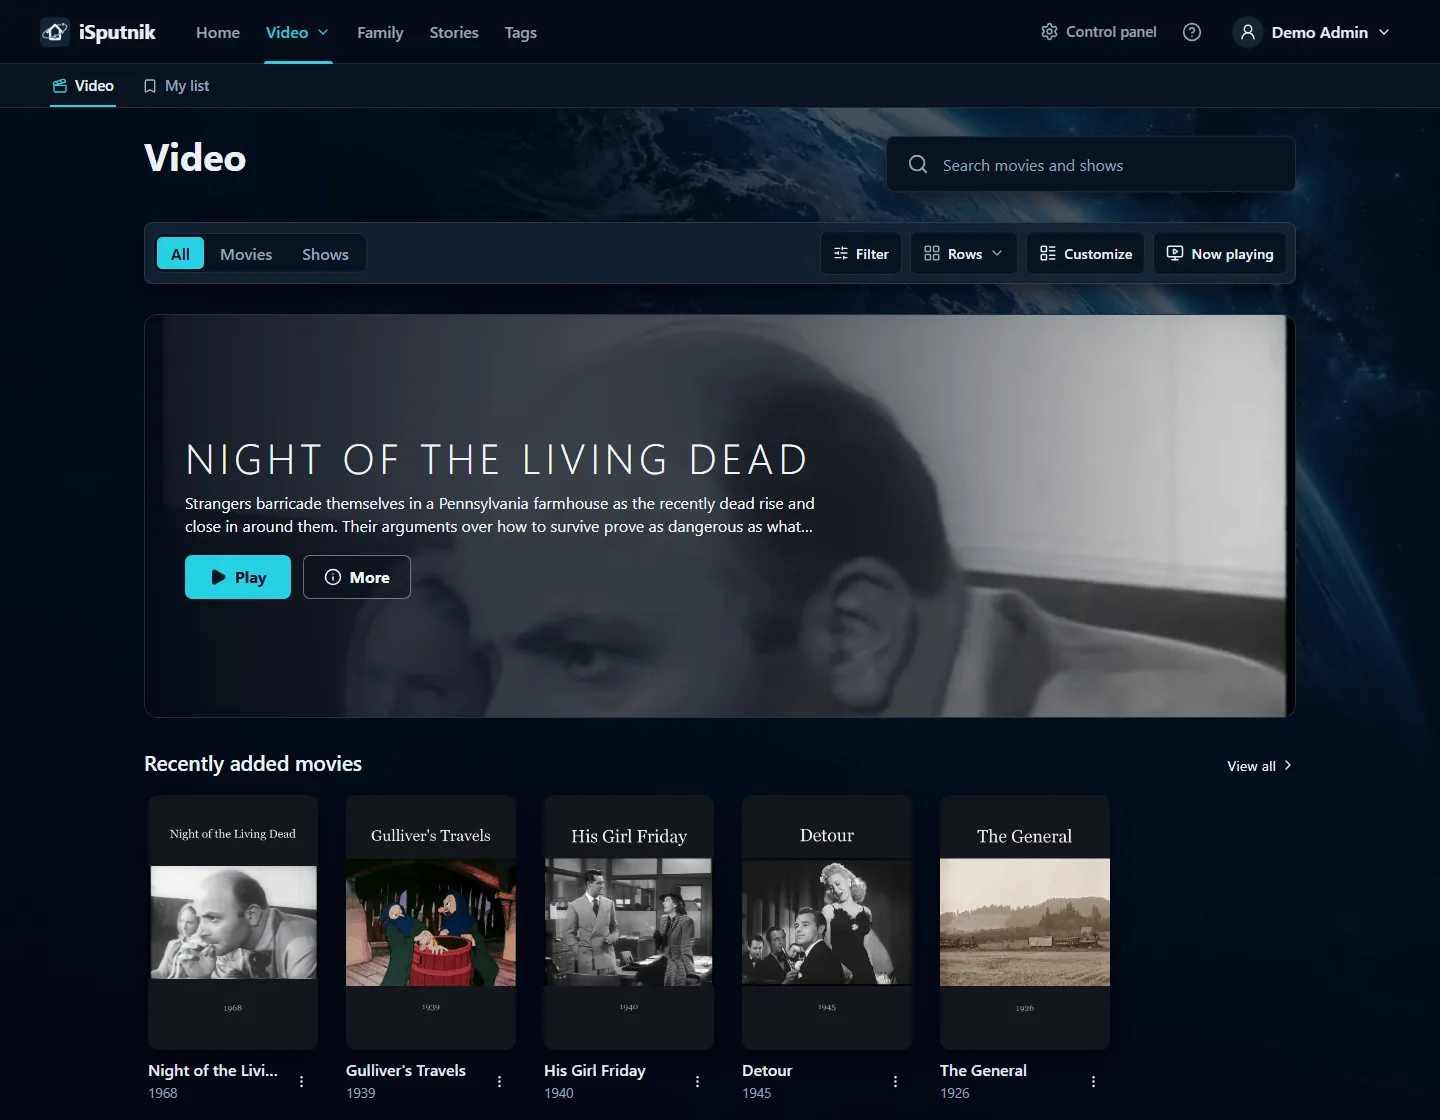 iSputnik
Home
Video
Family
Stories
Tags
Control panel
Demo Admin
Video
My list
Video
Search movies and shows
All
Movies
Shows
Filter
Rows
Customize
Now playing
NIGHT OF THE LIVING DEAD
Strangers barricade themselves in a Pennsylvania farmhouse as the recently dead rise and
close in around them. Their arguments over how to survive prove as dangerous as what...
Play
More
Recently added movies
View all
Night of the Living Dead
1968
Night of the Livi...
1968
Gulliver's Travels
1939
Gulliver's Travels
1939
His Girl Friday
1940
His Girl Friday
1940
Detour
1945
Detour
1945
The General
1926
The General
1926